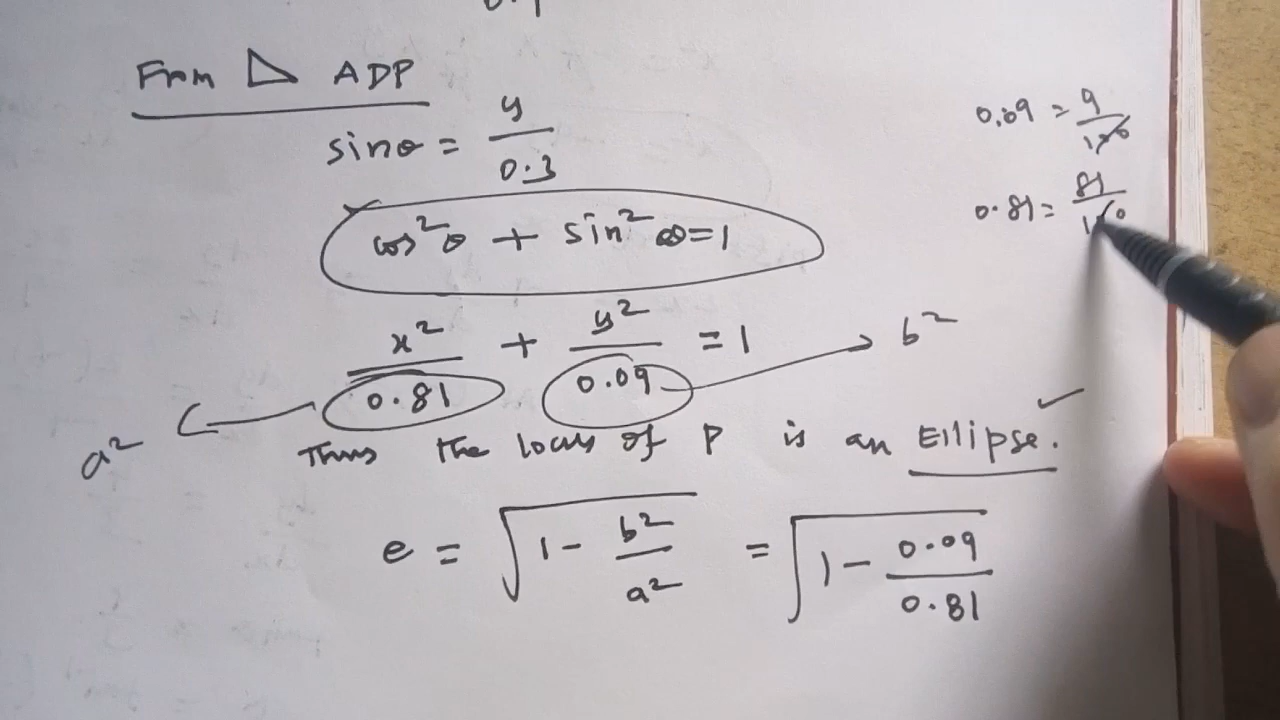 From △ ADP
sinθ = y/0.3
cos²θ + sin²θ = 1
x²/0.81 + y²/0.09 = 1
a²
b²
Thus the locus of P is an Ellipse.
e = √(1 - b²/a²) = √(1 - 0.09/0.81)
0.09 = 9/100
0.81 = 81/100